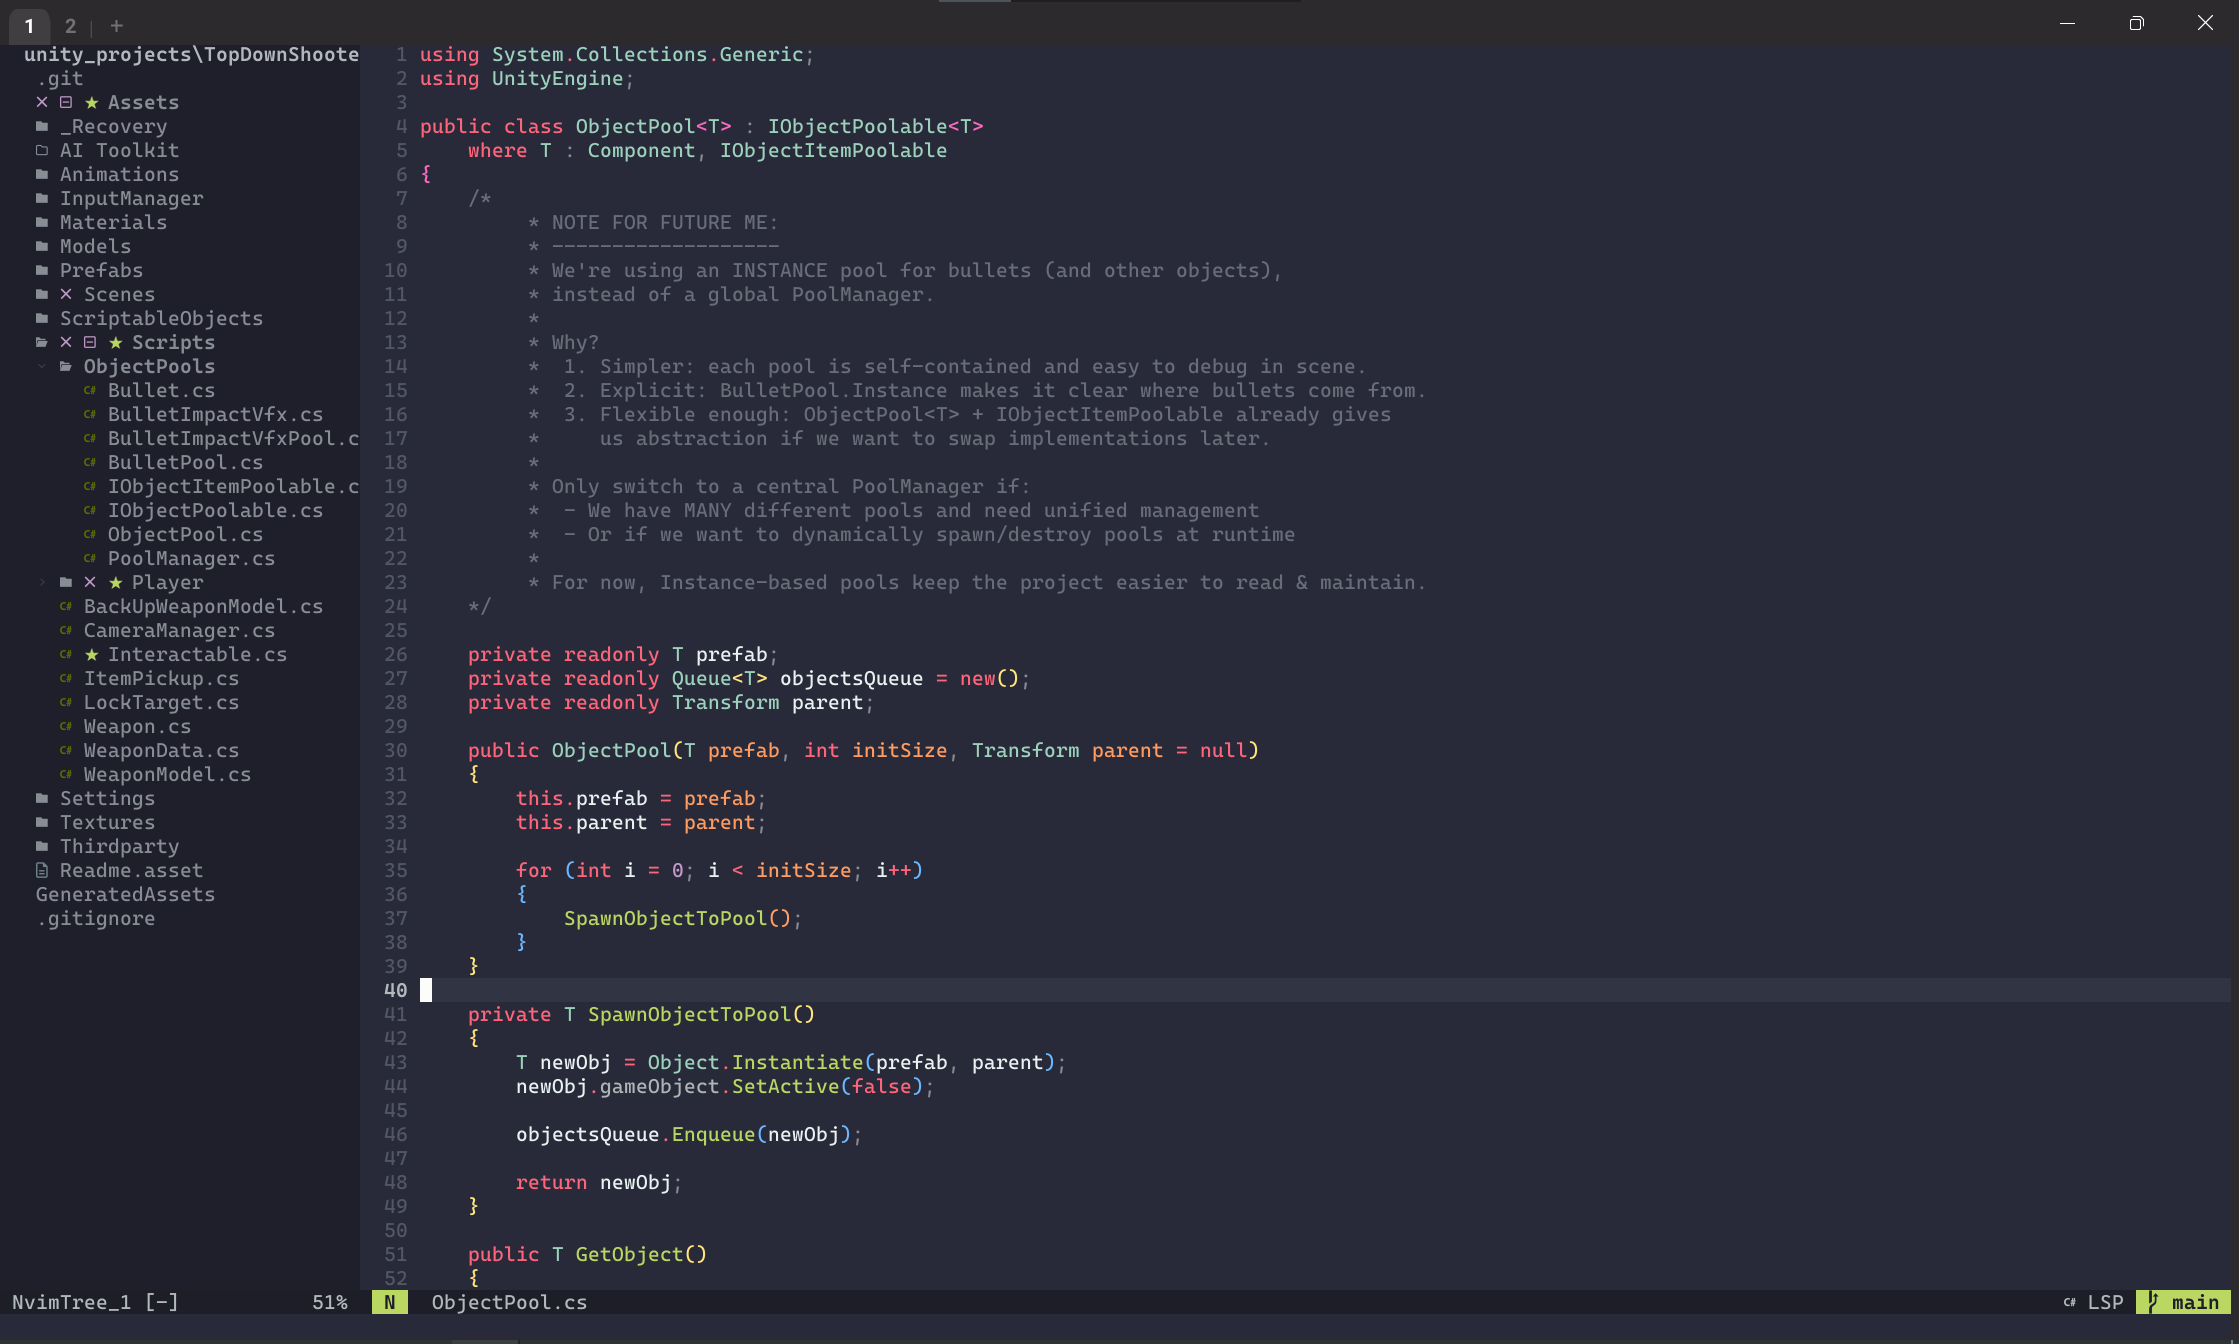 1 2 +
unity_projects\TopDownShoote
.git
Assets
_Recovery
AI Toolkit
Animations
InputManager
Materials
Models
Prefabs
Scenes
ScriptableObjects
Scripts
ObjectPools
C# Bullet.cs
C# BulletImpactVfx.cs
C# BulletImpactVfxPool.c
C# BulletPool.cs
C# IObjectItemPoolable.c
C# IObjectPoolable.cs
C# ObjectPool.cs
C# PoolManager.cs
Player
C# BackUpWeaponModel.cs
C# CameraManager.cs
C# Interactable.cs
C# ItemPickup.cs
C# LockTarget.cs
C# Weapon.cs
C# WeaponData.cs
C# WeaponModel.cs
Settings
Textures
Thirdparty
Readme.asset
GeneratedAssets
.gitignore
1 using System.Collections.Generic;
2 using UnityEngine;
3
4 public class ObjectPool<T> : IObjectPoolable<T>
5     where T : Component, IObjectItemPoolable
6 {
7     /*
8          * NOTE FOR FUTURE ME:
9          * -------------------
10          * We're using an INSTANCE pool for bullets (and other objects),
11          * instead of a global PoolManager.
12          *
13          * Why?
14          *  1. Simpler: each pool is self-contained and easy to debug in scene.
15          *  2. Explicit: BulletPool.Instance makes it clear where bullets come from.
16          *  3. Flexible enough: ObjectPool<T> + IObjectItemPoolable already gives
17          *     us abstraction if we want to swap implementations later.
18          *
19          * Only switch to a central PoolManager if:
20          *  - We have MANY different pools and need unified management
21          *  - Or if we want to dynamically spawn/destroy pools at runtime
22          *
23          * For now, Instance-based pools keep the project easier to read & maintain.
24     */
25
26     private readonly T prefab;
27     private readonly Queue<T> objectsQueue = new();
28     private readonly Transform parent;
29
30     public ObjectPool(T prefab, int initSize, Transform parent = null)
31     {
32         this.prefab = prefab;
33         this.parent = parent;
34
35         for (int i = 0; i < initSize; i++)
36         {
37             SpawnObjectToPool();
38         }
39     }
40
41     private T SpawnObjectToPool()
42     {
43         T newObj = Object.Instantiate(prefab, parent);
44         newObj.gameObject.SetActive(false);
45
46         objectsQueue.Enqueue(newObj);
47
48         return newObj;
49     }
50
51     public T GetObject()
52     {
NvimTree_1 [-] 51% N ObjectPool.cs C# LSP main